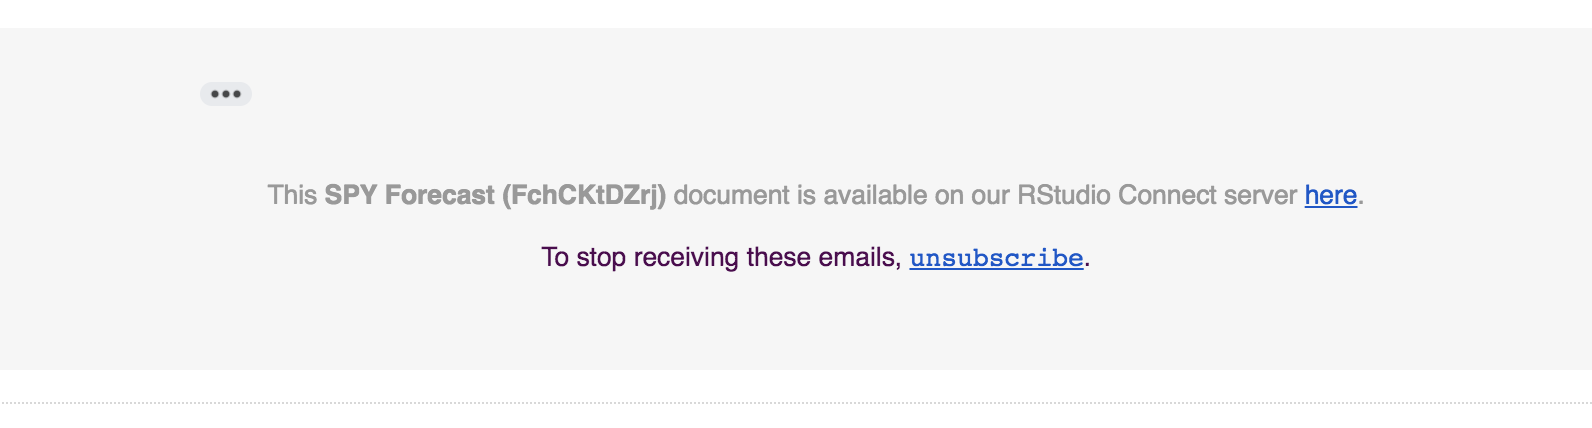 This SPY Forecast (FchCKtDZrj) document is available on our RStudio Connect server here.
To stop receiving these emails, unsubscribe.